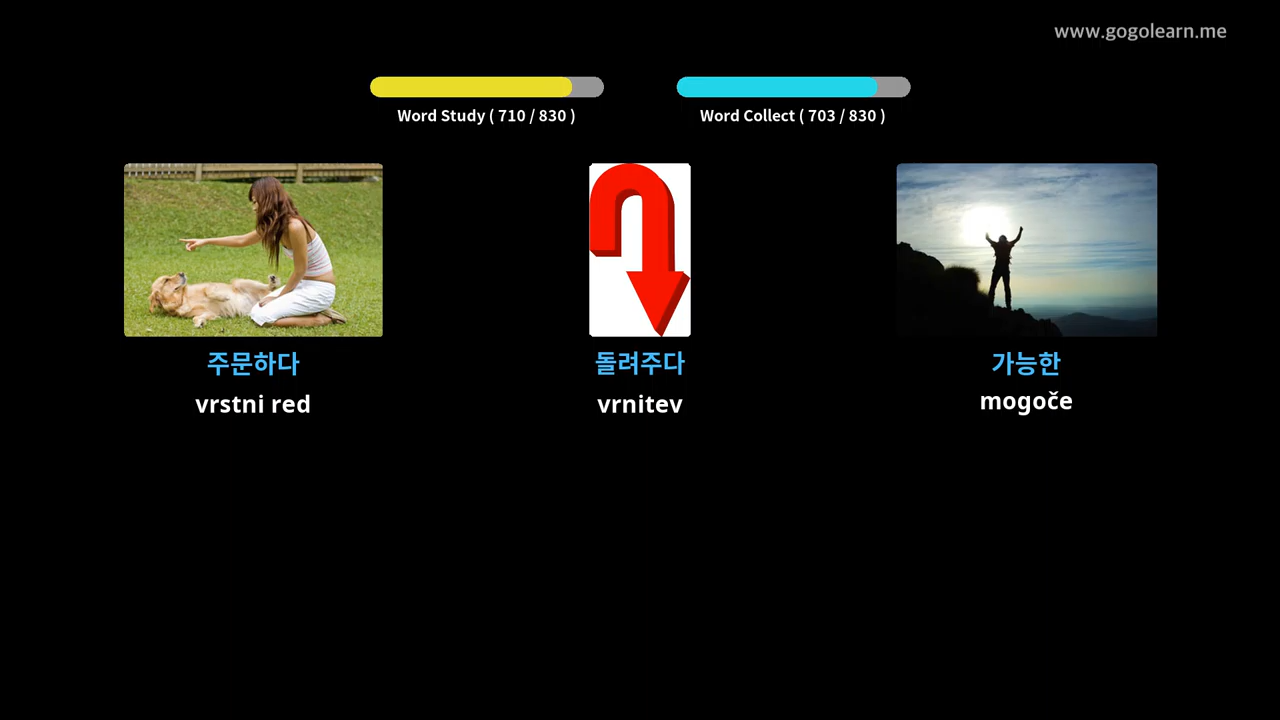 www.gogolearn.me
Word Study ( 710 / 830 )
Word Collect ( 703 / 830 )
주문하다
vrstni red
돌려주다
vrnitev
가능한
mogoče